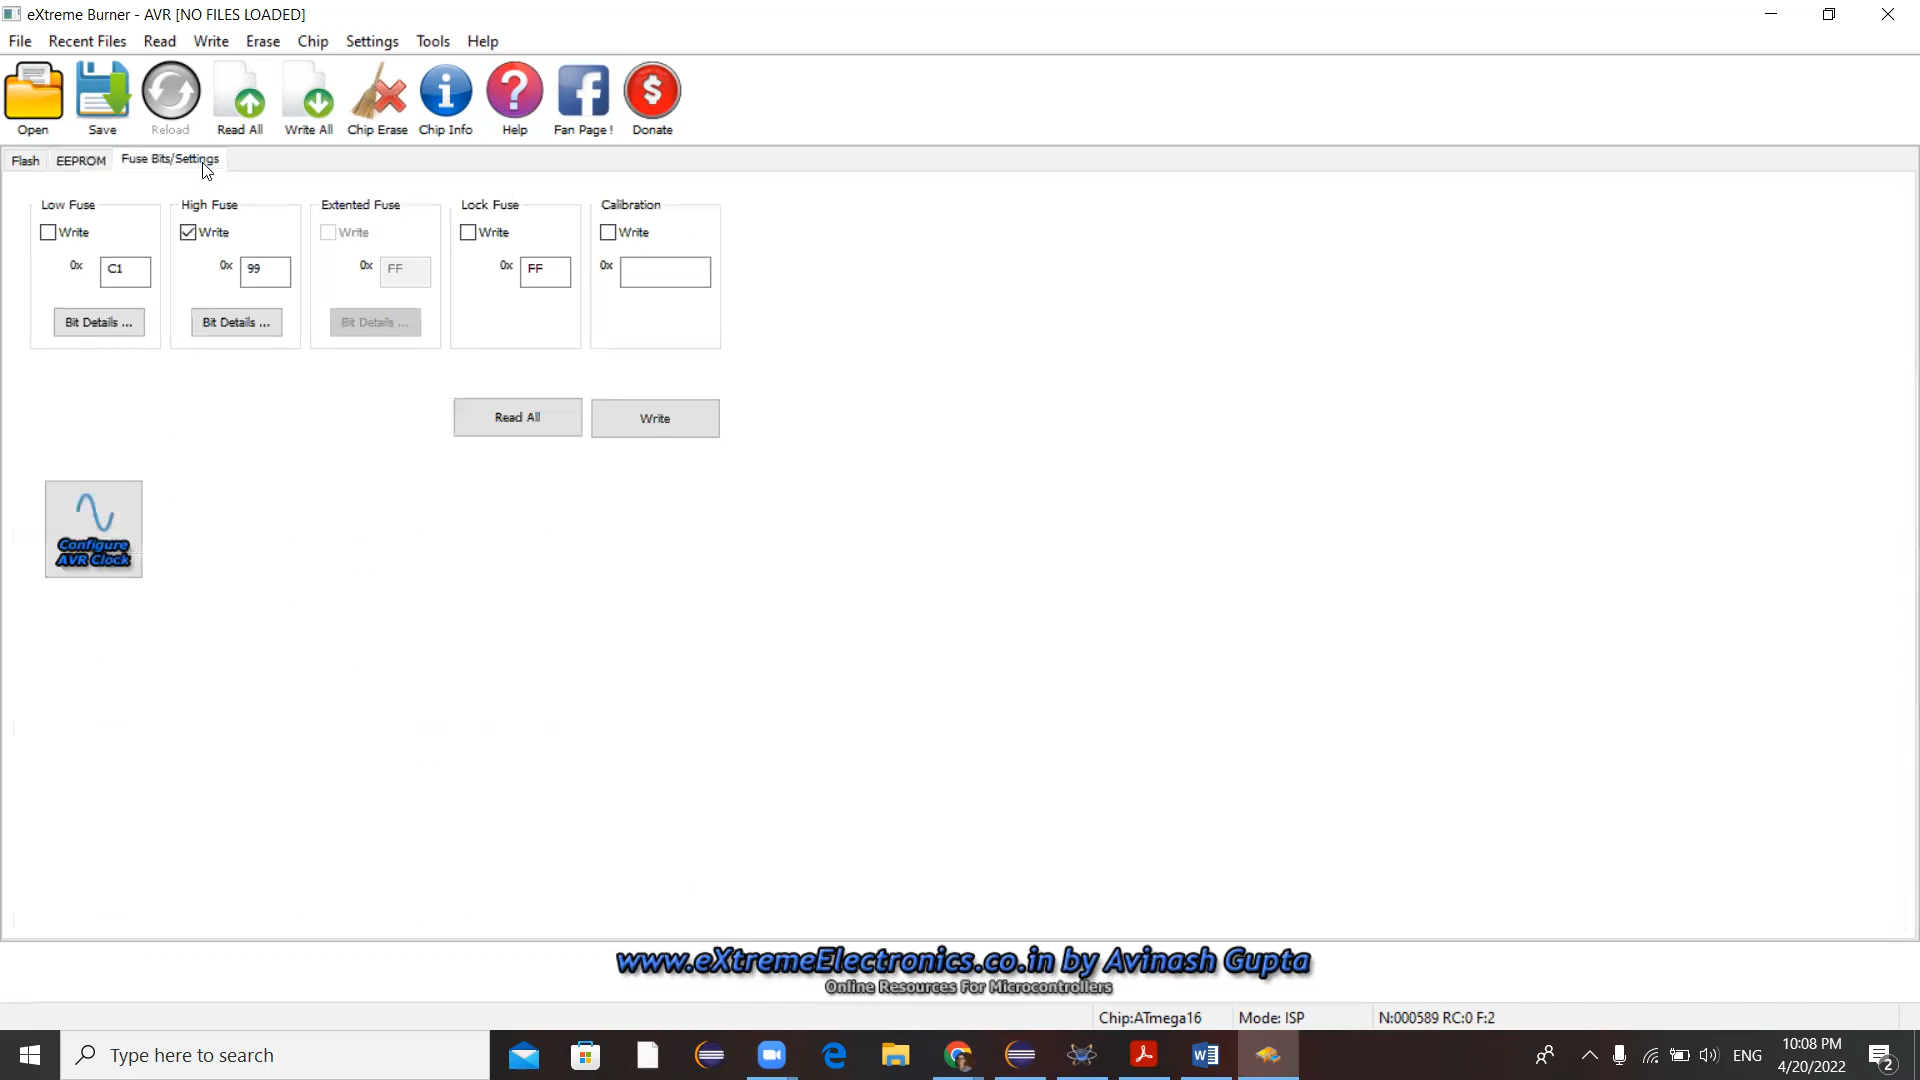 eXtreme Burner - AVR [NO FILES LOADED]
File Recent Files Read Write Erase Chip Settings Tools Help
Open Save Reload Read All Write All Chip Erase Chip Info Help Fan Page ! Donate
Flash EEPROM Fuse Bits/Settings
Low Fuse High Fuse Extented Fuse Lock Fuse Calibration
Write Write Write Write Write
0x C1 0x 99 0x FF 0x FF 0x
Bit Details ... Bit Details ... Bit Details ...
Read All Write
Configure
AVR Clock
www.eXtremeElectronics.co.in by Avinash Gupta
Online Resources For Microcontrollers
Chip:ATmega16 Mode: ISP N:000589 RC:0 F:2
Type here to search
ENG
10:08 PM
4/20/2022
2